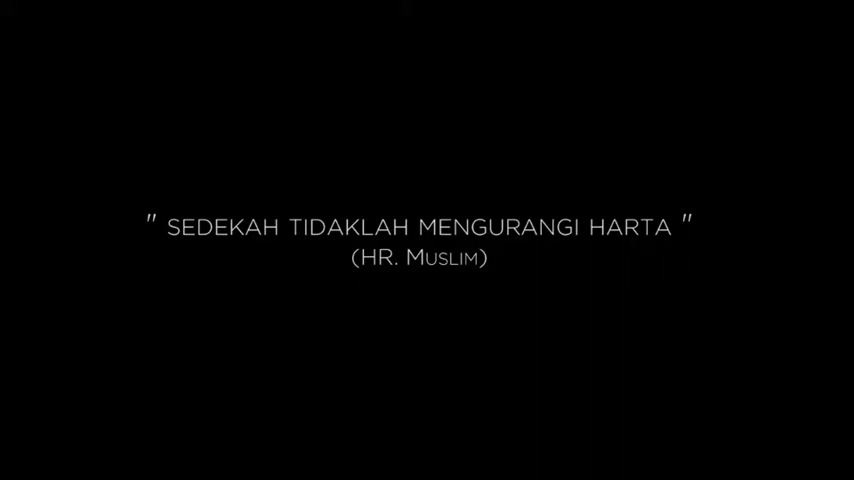 " SEDEKAH TIDAKLAH MENGURANGI HARTA "
(HR. MUSLIM)